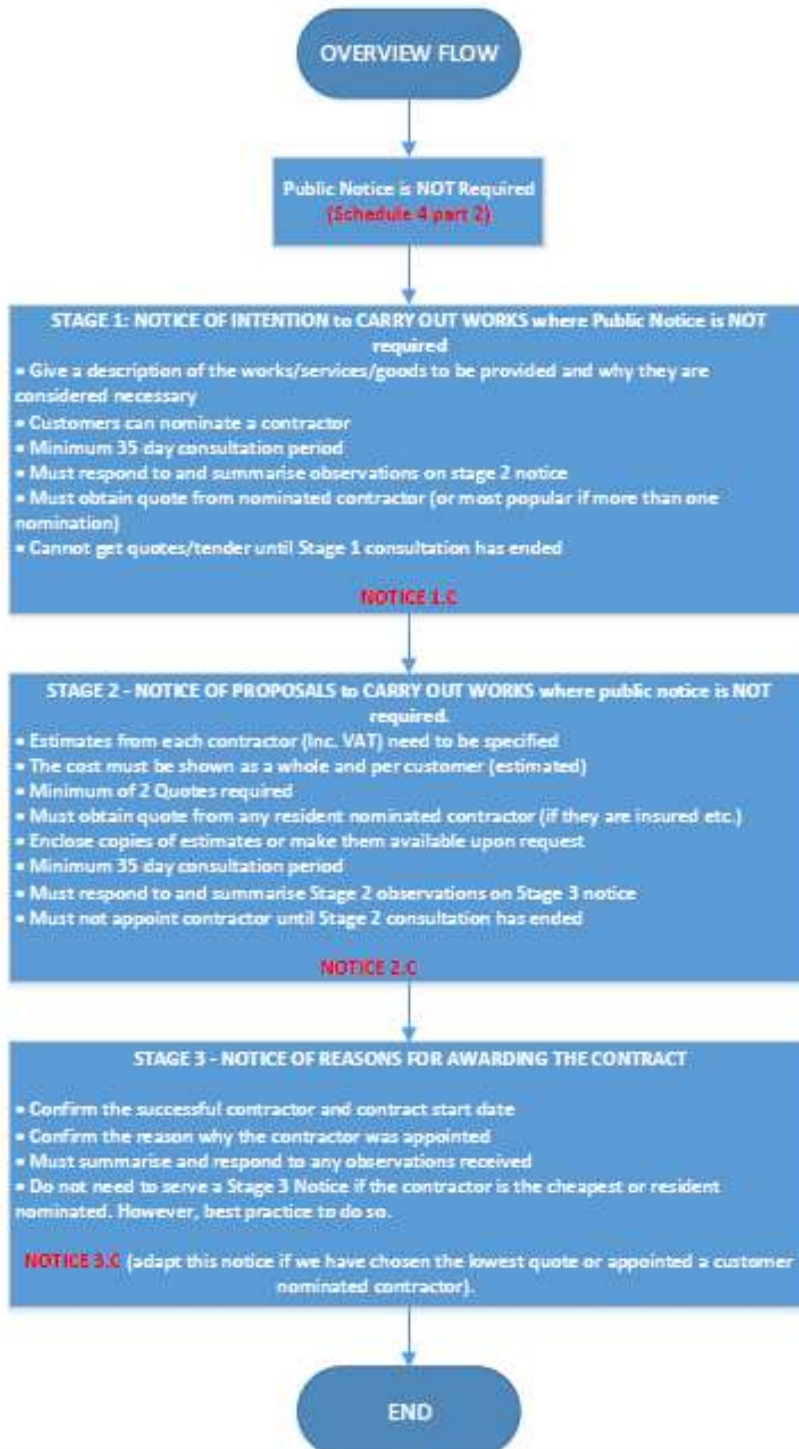 OVERVIEW FLOW
Public Notice is NOT Required
(Schedule 4 part 2)
STAGE 1: NOTICE OF INTENTION to CARRY OUT WORKS where Public Notice is NOT
required
• Give a description of the works/services/goods to be provided and why they are
considered necessary
• Customers can nominate a contractor
• Minimum 35 day consultation period
• Must respond to and summarise observations on stage 2 notice
• Must obtain quote from nominated contractor (or most popular if more than one
nomination)
• Cannot get quotes/tender until Stage 1 consultation has ended
NOTICE 1.C
STAGE 2 - NOTICE OF PROPOSALS to CARRY OUT WORKS where public notice is NOT
required.
• Estimates from each contractor (Inc. VAT) need to be specified
• The cost must be shown as a whole and per customer (estimated)
• Minimum of 2 Quotes required
• Must obtain quote from any resident nominated contractor (if they are insured etc.)
• Enclose copies of estimates or make them available upon request
• Minimum 35 day consultation period
• Must respond to and summarise Stage 2 observations on Stage 3 notice
• Must not appoint contractor until Stage 2 consultation has ended
NOTICE 2.C
STAGE 3 - NOTICE OF REASONS FOR AWARDING THE CONTRACT
• Confirm the successful contractor and contract start date
• Confirm the reason why the contractor was appointed
• Must summarise and respond to any observations received
• Do not need to serve a Stage 3 Notice if the contractor is the cheapest or resident
nominated. However, best practice to do so.
NOTICE 3.C (adapt this notice if we have chosen the lowest quote or appointed a customer
nominated contractor).
END